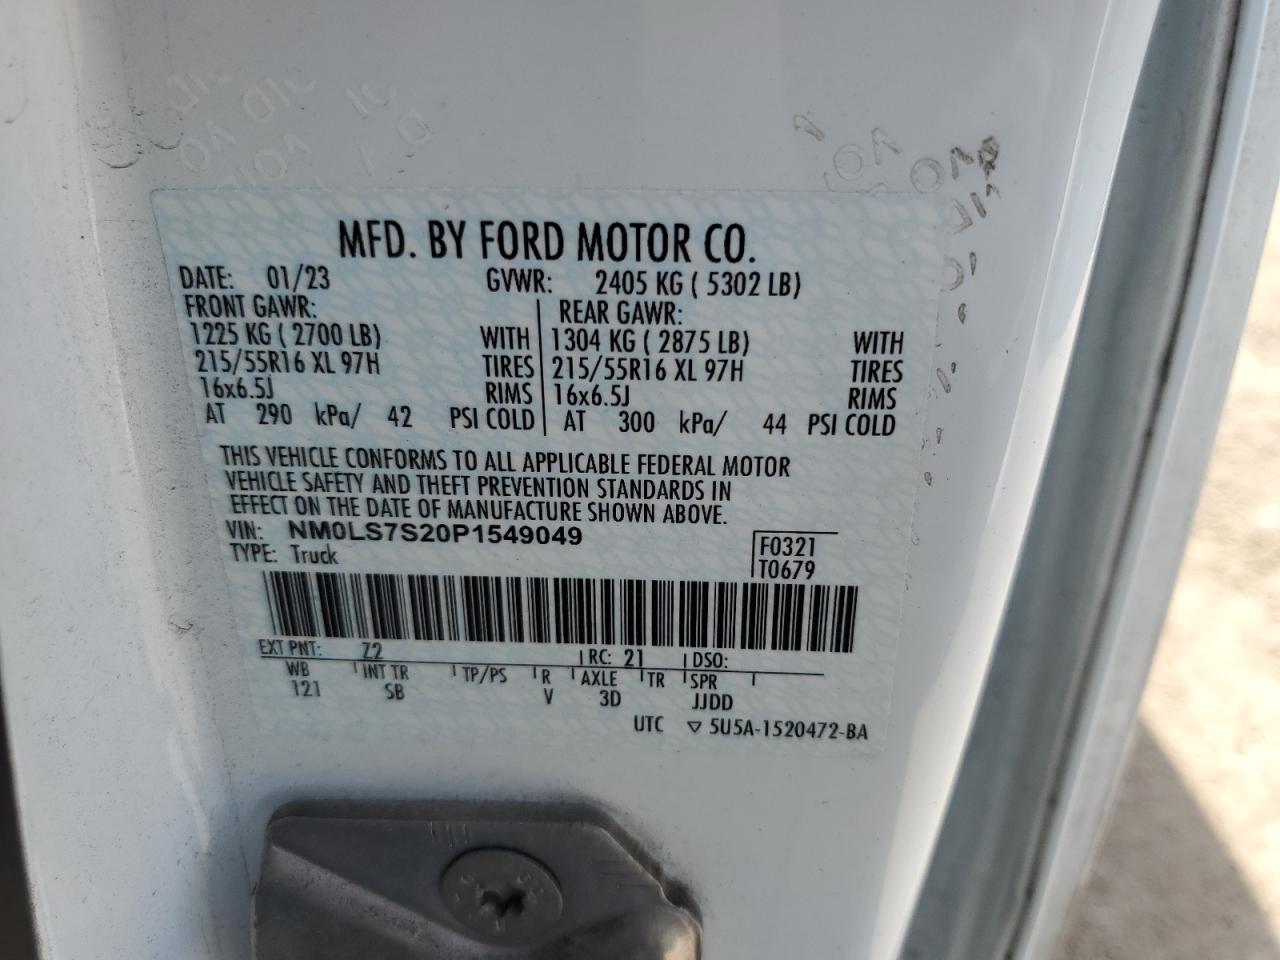 MFD. BY FORD MOTOR CO.
DATE: 01/23 GVWR: 2405 KG ( 5302 LB)
FRONT GAWR: REAR GAWR:
1225 KG ( 2700 LB) WITH 1304 KG ( 2875 LB) WITH
215/55R16 XL 97H TIRES 215/55R16 XL 97H TIRES
16x6.5J RIMS 16x6.5J RIMS
AT 290 kPa/ 42 PSI COLD AT 300 kPa/ 44 PSI COLD
THIS VEHICLE CONFORMS TO ALL APPLICABLE FEDERAL MOTOR
VEHICLE SAFETY AND THEFT PREVENTION STANDARDS IN
EFFECT ON THE DATE OF MANUFACTURE SHOWN ABOVE.
VIN: NM0LS7S20P1549049 F0321
TYPE: Truck T0679
EXT PNT: Z2 RC: 21 DSO:
WB INT TR TP/PS R AXLE TR SPR
121 SB V 3D JJDD
UTC ▽ 5U5A-1520472-BA